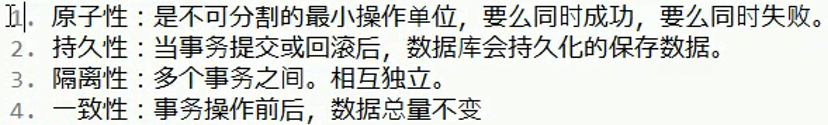 1. 原子性：是不可分割的最小操作单位，要么同时成功，要么同时失败。
2. 持久性：当事务提交或回滚后，数据库会持久化的保存数据。
3. 隔离性：多个事务之间。相互独立。
4. 一致性：事务操作前后，数据总量不变